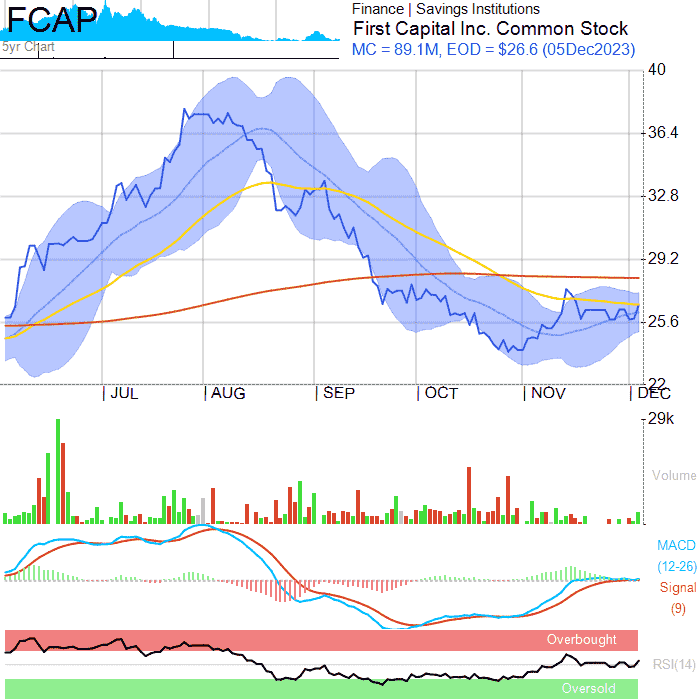 FCAP
5yr Chart
Finance | Savings Institutions
First Capital Inc. Common Stock
MC = 89.1M, EOD = $26.6 (05Dec2023)
40
36.4
32.8
29.2
25.6
22
JUL AUG SEP OCT NOV DEC
29k
Volume
MACD
(12-26)
Signal
(9)
Overbought
RSI(14)
Oversold